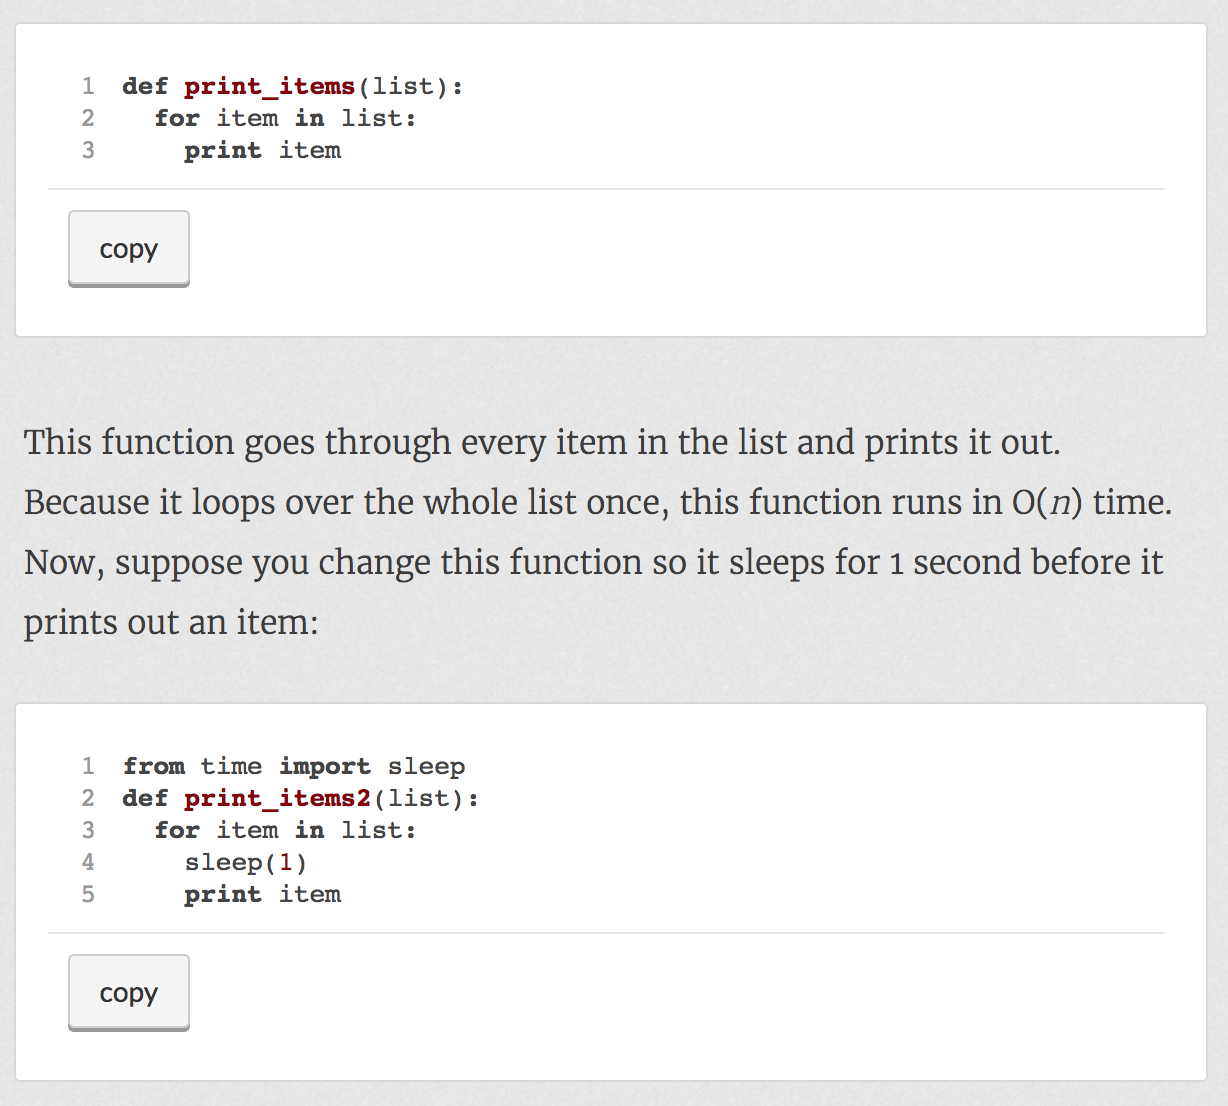 1 def print_items(list):
2   for item in list:
3     print item
copy
This function goes through every item in the list and prints it out.
Because it loops over the whole list once, this function runs in O(n) time.
Now, suppose you change this function so it sleeps for 1 second before it
prints out an item:
1 from time import sleep
2 def print_items2(list):
3   for item in list:
4     sleep(1)
5     print item
copy